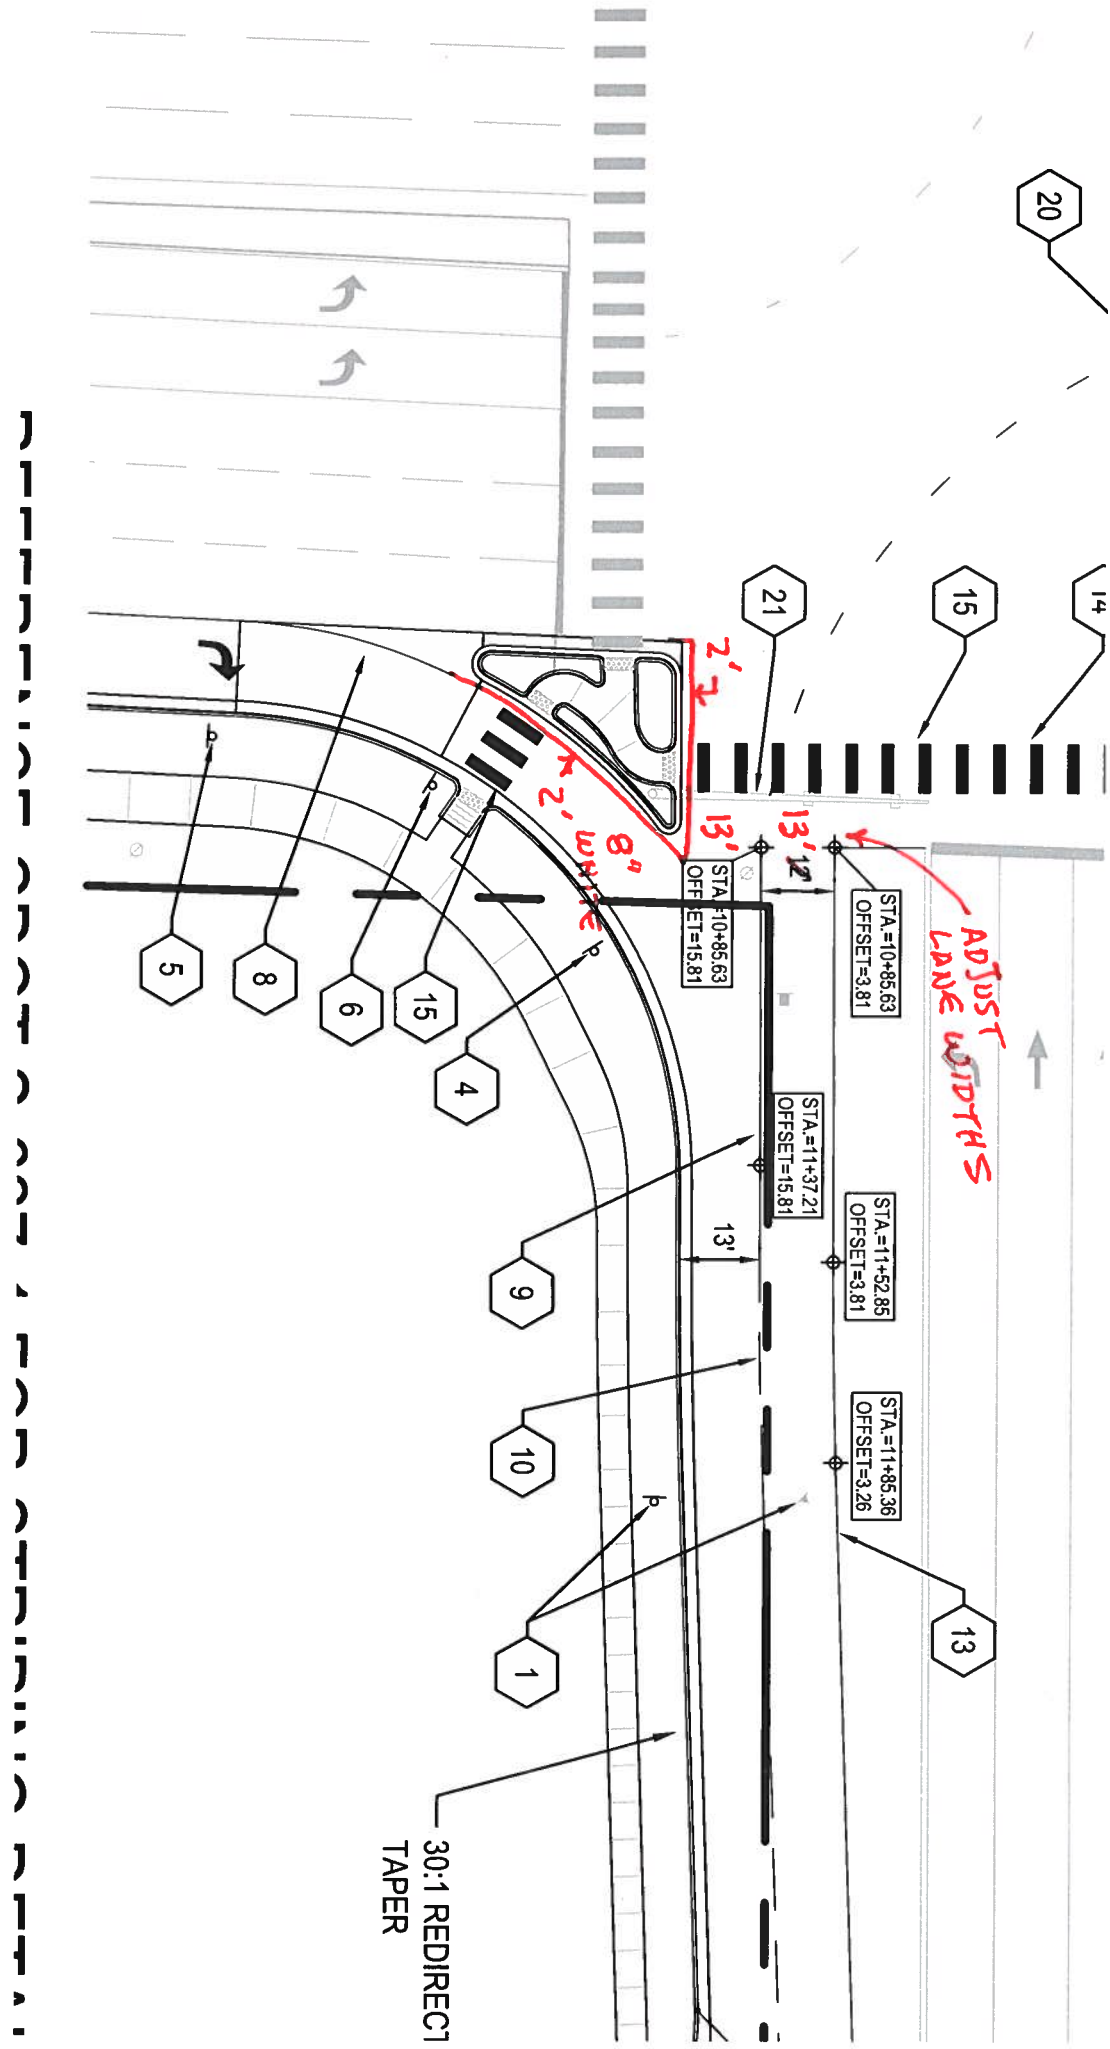 20
14
15
21
2'
13'
13'
12'
2' WHITE
8"
ADJUST
LANE WIDTHS
STA.=10+85.63
OFFSET=3.81
STA.=10+85.63
OFFSET=15.81
STA.=11+37.21
OFFSET=15.81
STA.=11+52.85
OFFSET=3.81
STA.=11+85.36
OFFSET=3.26
13'
5
8
6
15
4
9
10
1
13
30:1 REDIRECT
TAPER